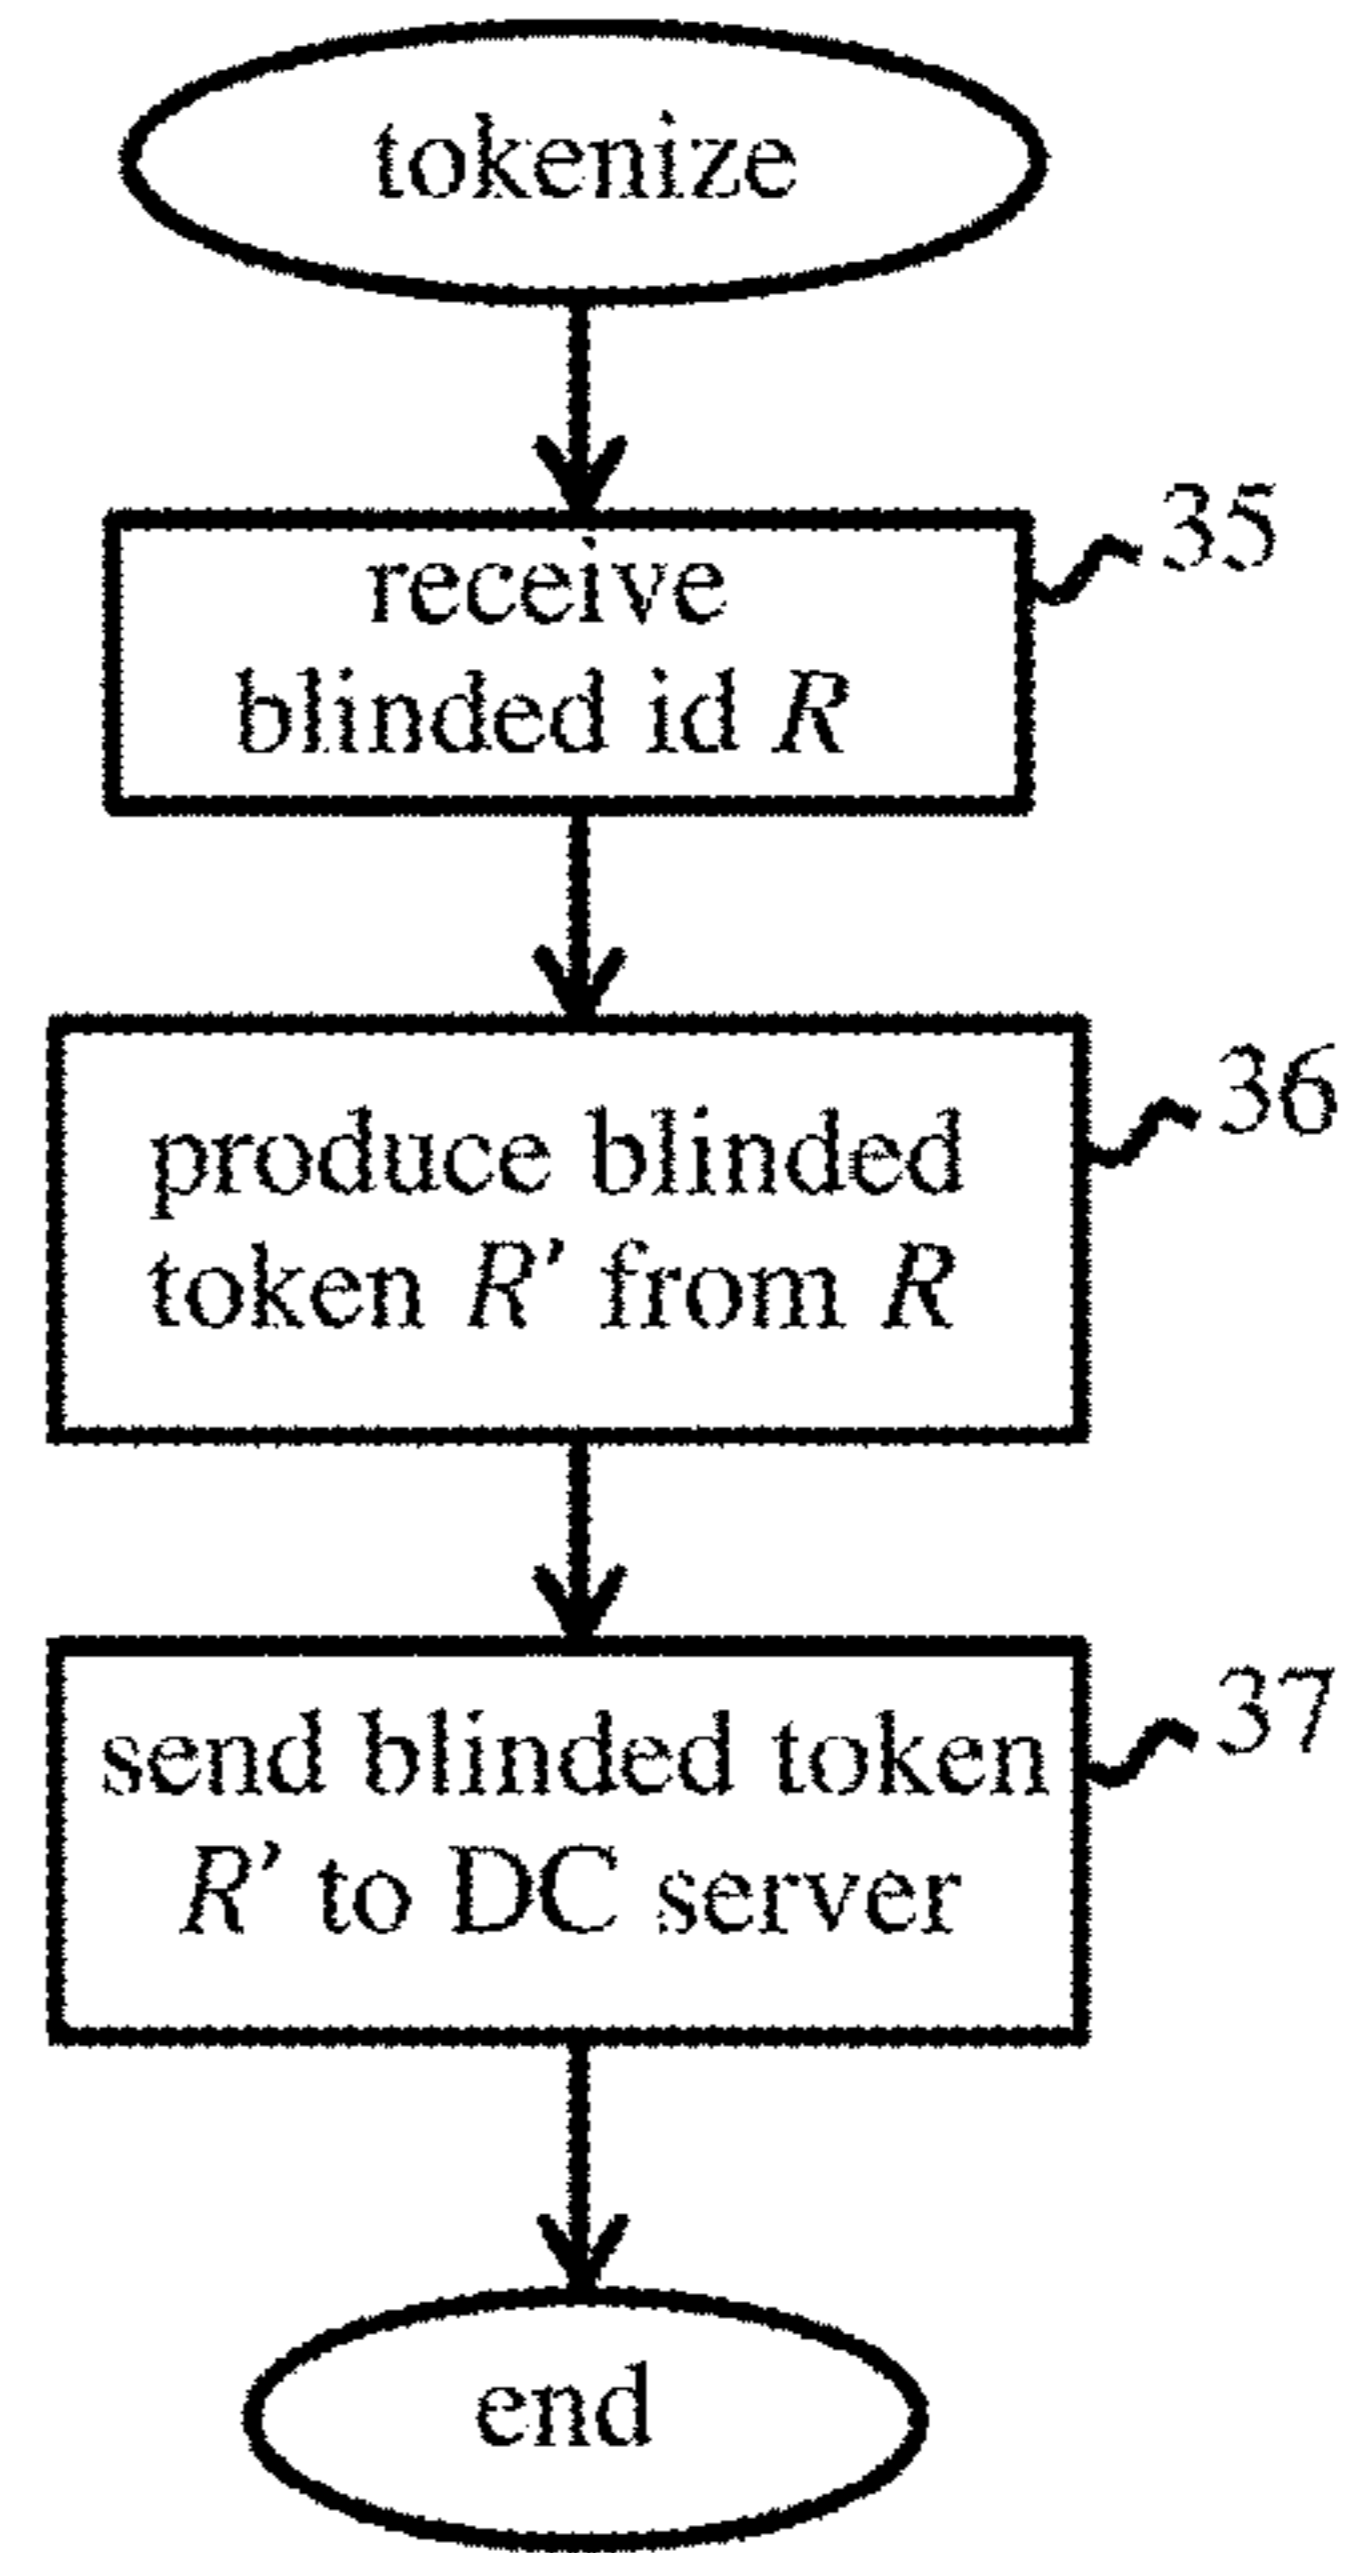 tokenize
receive
35
blinded id R
36
produce blinded
token R' from R
37
send blinded token
R' to DC server
end